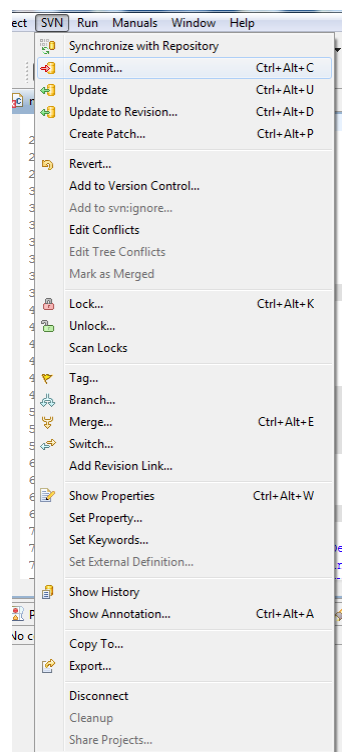 ect SVN Run Manuals Window Help
Synchronize with Repository
Commit... Ctrl+Alt+C
Update Ctrl+Alt+U
Update to Revision... Ctrl+Alt+D
Create Patch... Ctrl+Alt+P
Revert...
Add to Version Control...
Add to svn:ignore...
Edit Conflicts
Edit Tree Conflicts
Mark as Merged
Lock... Ctrl+Alt+K
Unlock...
Scan Locks
Tag...
Branch...
Merge... Ctrl+Alt+E
Switch...
Add Revision Link...
Show Properties Ctrl+Alt+W
Set Property...
Set Keywords...
Set External Definition...
Show History
Show Annotation... Ctrl+Alt+A
No c
Copy To...
Export...
Disconnect
Cleanup
Share Projects...